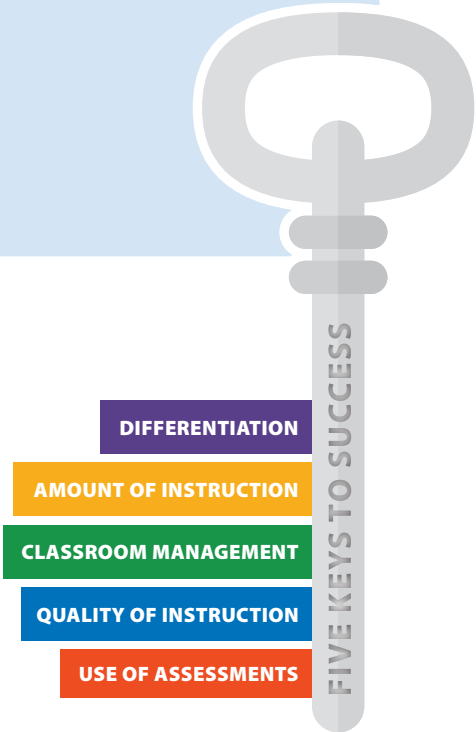 FIVE KEYS TO SUCCESS
DIFFERENTIATION
AMOUNT OF INSTRUCTION
CLASSROOM MANAGEMENT
QUALITY OF INSTRUCTION
USE OF ASSESSMENTS